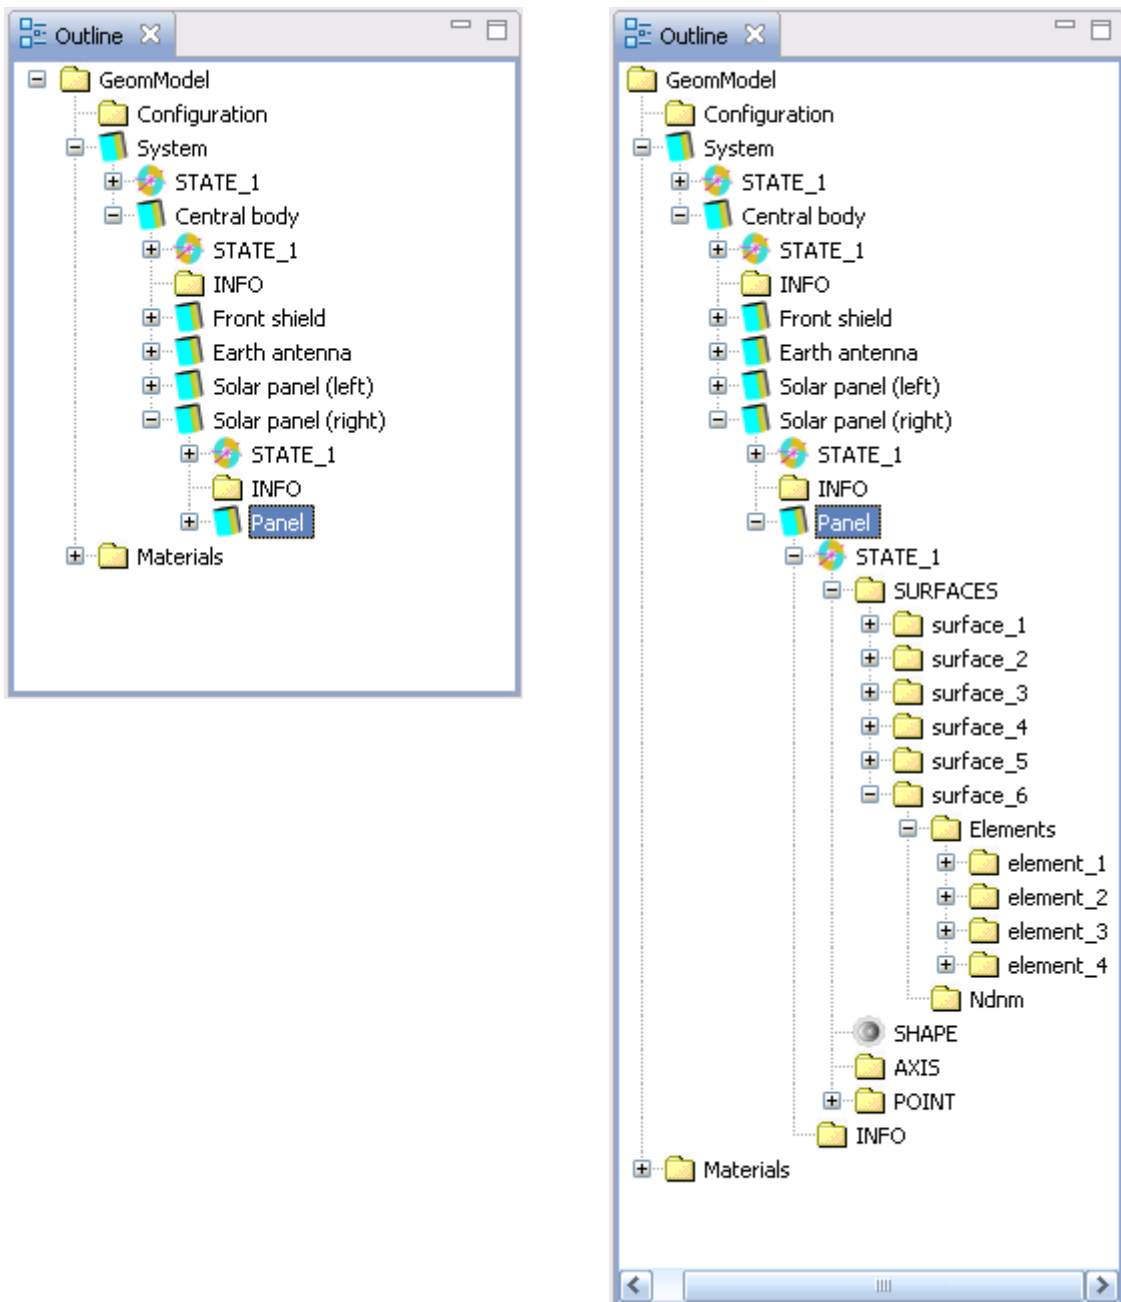 Outline
GeomModel
Configuration
System
STATE_1
Central body
STATE_1
INFO
Front shield
Earth antenna
Solar panel (left)
Solar panel (right)
STATE_1
INFO
Panel
Materials
Outline
GeomModel
Configuration
System
STATE_1
Central body
STATE_1
INFO
Front shield
Earth antenna
Solar panel (left)
Solar panel (right)
STATE_1
INFO
Panel
STATE_1
SURFACES
surface_1
surface_2
surface_3
surface_4
surface_5
surface_6
Elements
element_1
element_2
element_3
element_4
Ndnm
SHAPE
AXIS
POINT
INFO
Materials